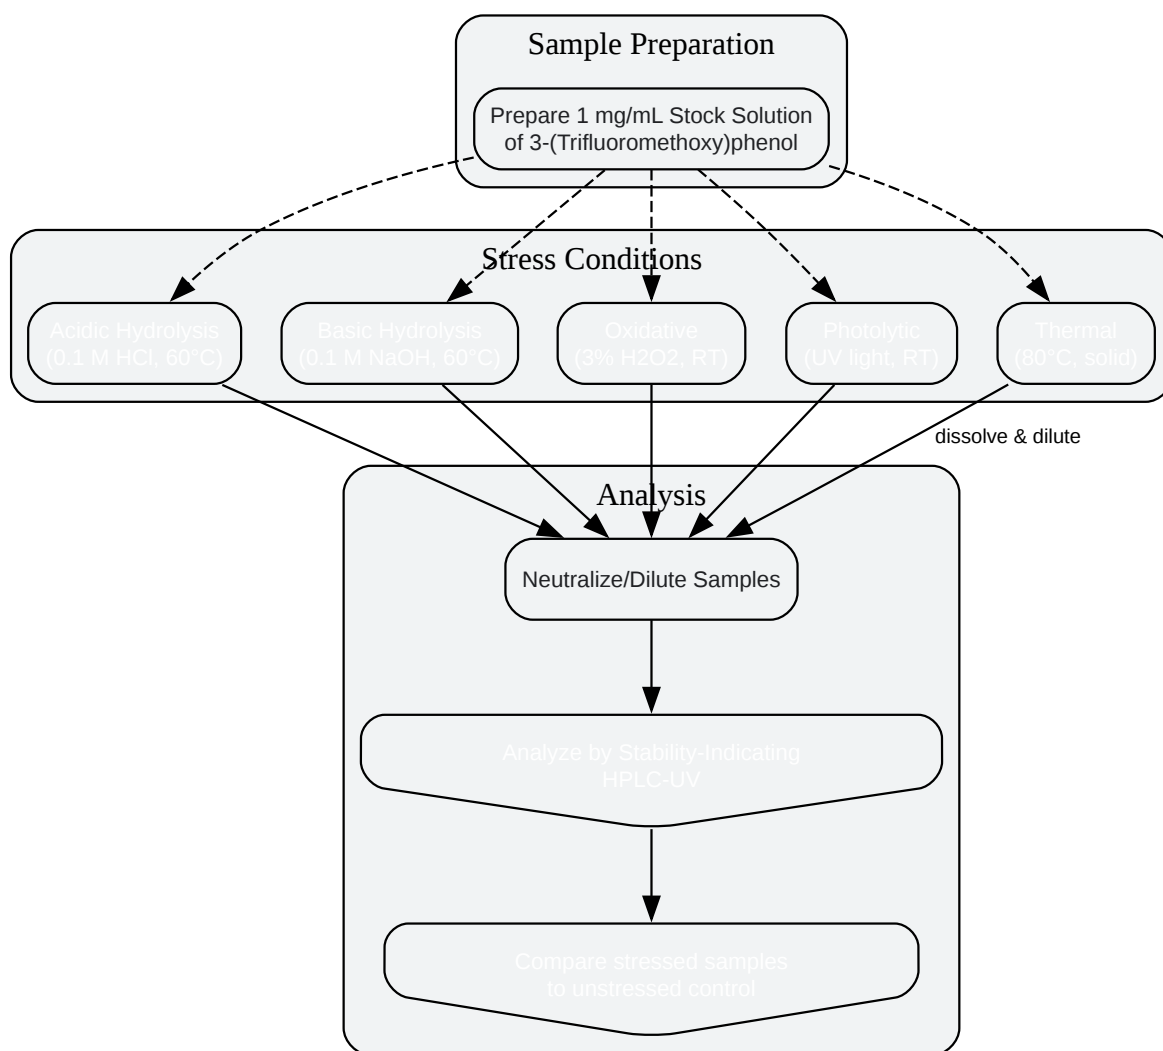 Sample Preparation
Prepare 1 mg/mL Stock Solution
of 3-(Trifluoromethoxy)phenol
Stress Conditions
Acidic Hydrolysis
(0.1 M HCl, 60°C)
Basic Hydrolysis
(0.1 M NaOH, 60°C)
Oxidative
(3% H2O2, RT)
Photolytic
(UV light, RT)
Thermal
(80°C, solid)
dissolve & dilute
Analysis
Neutralize/Dilute Samples
Analyze by Stability-Indicating
HPLC-UV
Compare stressed samples
to unstressed control